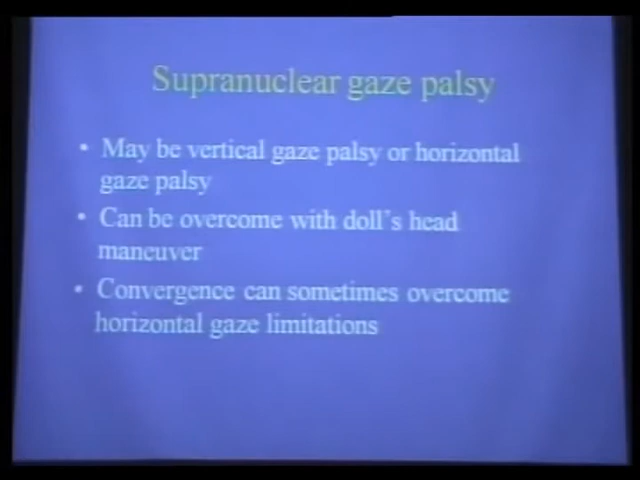 Supranuclear gaze palsy
• May be vertical gaze palsy or horizontal
gaze palsy
• Can be overcome with doll's head
maneuver
• Convergence can sometimes overcome
horizontal gaze limitations